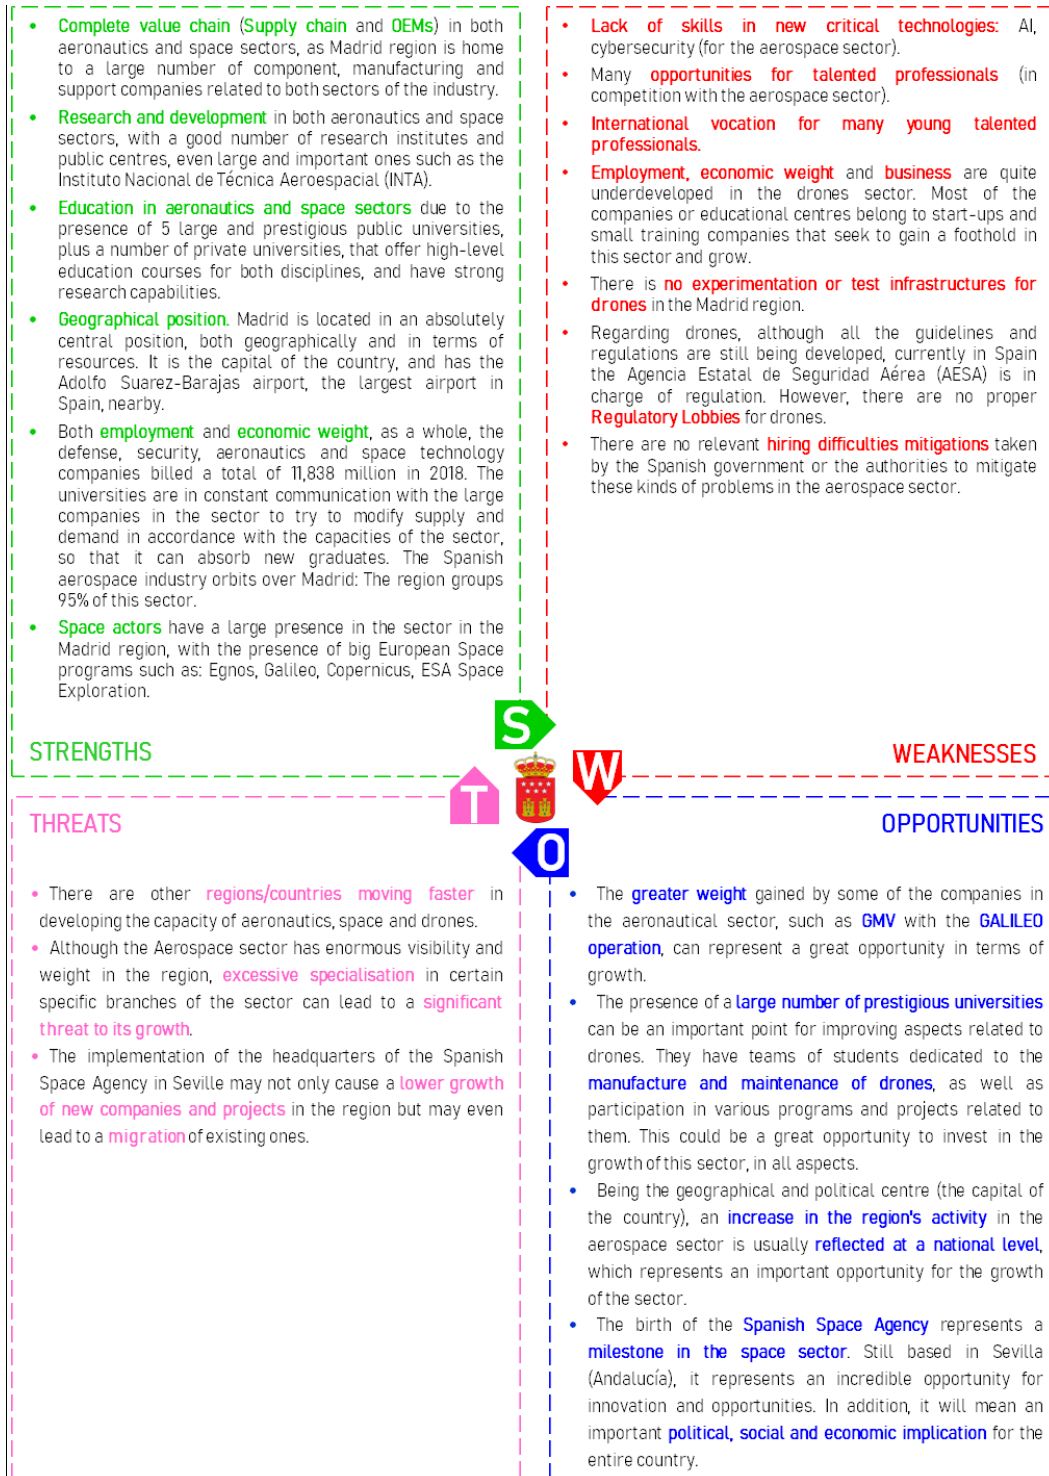 • Complete value chain (Supply chain and OEMs) in both
aeronautics and space sectors, as Madrid region is home
to a large number of component, manufacturing and
support companies related to both sectors of the industry.
• Research and development in both aeronautics and space
sectors, with a good number of research institutes and
public centres, even large and important ones such as the
Instituto Nacional de Técnica Aeroespacial (INTA).
• Education in aeronautics and space sectors due to the
presence of 5 large and prestigious public universities,
plus a number of private universities, that offer high-level
education courses for both disciplines, and have strong
research capabilities.
• Geographical position. Madrid is located in an absolutely
central position, both geographically and in terms of
resources. It is the capital of the country, and has the
Adolfo Suarez-Barajas airport, the largest airport in
Spain, nearby.
• Both employment and economic weight, as a whole, the
defense, security, aeronautics and space technology
companies billed a total of 11,838 million in 2018. The
universities are in constant communication with the large
companies in the sector to try to modify supply and
demand in accordance with the capacities of the sector,
so that it can absorb new graduates. The Spanish
aerospace industry orbits over Madrid: The region groups
95% of this sector.
• Space actors have a large presence in the sector in the
Madrid region, with the presence of big European Space
programs such as: Egnos, Galileo, Copernicus, ESA Space
Exploration.
STRENGTHS
S
• Lack of skills in new critical technologies: AI,
cybersecurity (for the aerospace sector).
• Many opportunities for talented professionals (in
competition with the aerospace sector).
• International vocation for many young talented
professionals.
• Employment, economic weight and business are quite
underdeveloped in the drones sector. Most of the
companies or educational centres belong to start-ups and
small training companies that seek to gain a foothold in
this sector and grow.
• There is no experimentation or test infrastructures for
drones in the Madrid region.
• Regarding drones, although all the guidelines and
regulations are still being developed, currently in Spain
the Agencia Estatal de Seguridad Aérea (AESA) is in
charge of regulation. However, there are no proper
Regulatory Lobbies for drones.
• There are no relevant hiring difficulties mitigations taken
by the Spanish government or the authorities to mitigate
these kinds of problems in the aerospace sector.
W
WEAKNESSES
T
THREATS
• There are other regions/countries moving faster in
developing the capacity of aeronautics, space and drones.
• Although the Aerospace sector has enormous visibility and
weight in the region, excessive specialisation in certain
specific branches of the sector can lead to a significant
threat to its growth.
• The implementation of the headquarters of the Spanish
Space Agency in Seville may not only cause a lower growth
of new companies and projects in the region but may even
lead to a migration of existing ones.
O
OPPORTUNITIES
• The greater weight gained by some of the companies in
the aeronautical sector, such as GMV with the GALILEO
operation, can represent a great opportunity in terms of
growth.
• The presence of a large number of prestigious universities
can be an important point for improving aspects related to
drones. They have teams of students dedicated to the
manufacture and maintenance of drones, as well as
participation in various programs and projects related to
them. This could be a great opportunity to invest in the
growth of this sector, in all aspects.
• Being the geographical and political centre (the capital of
the country), an increase in the region's activity in the
aerospace sector is usually reflected at a national level,
which represents an important opportunity for the growth
of the sector.
• The birth of the Spanish Space Agency represents a
milestone in the space sector. Still based in Sevilla
(Andalucía), it represents an incredible opportunity for
innovation and opportunities. In addition, it will mean an
important political, social and economic implication for the
entire country.